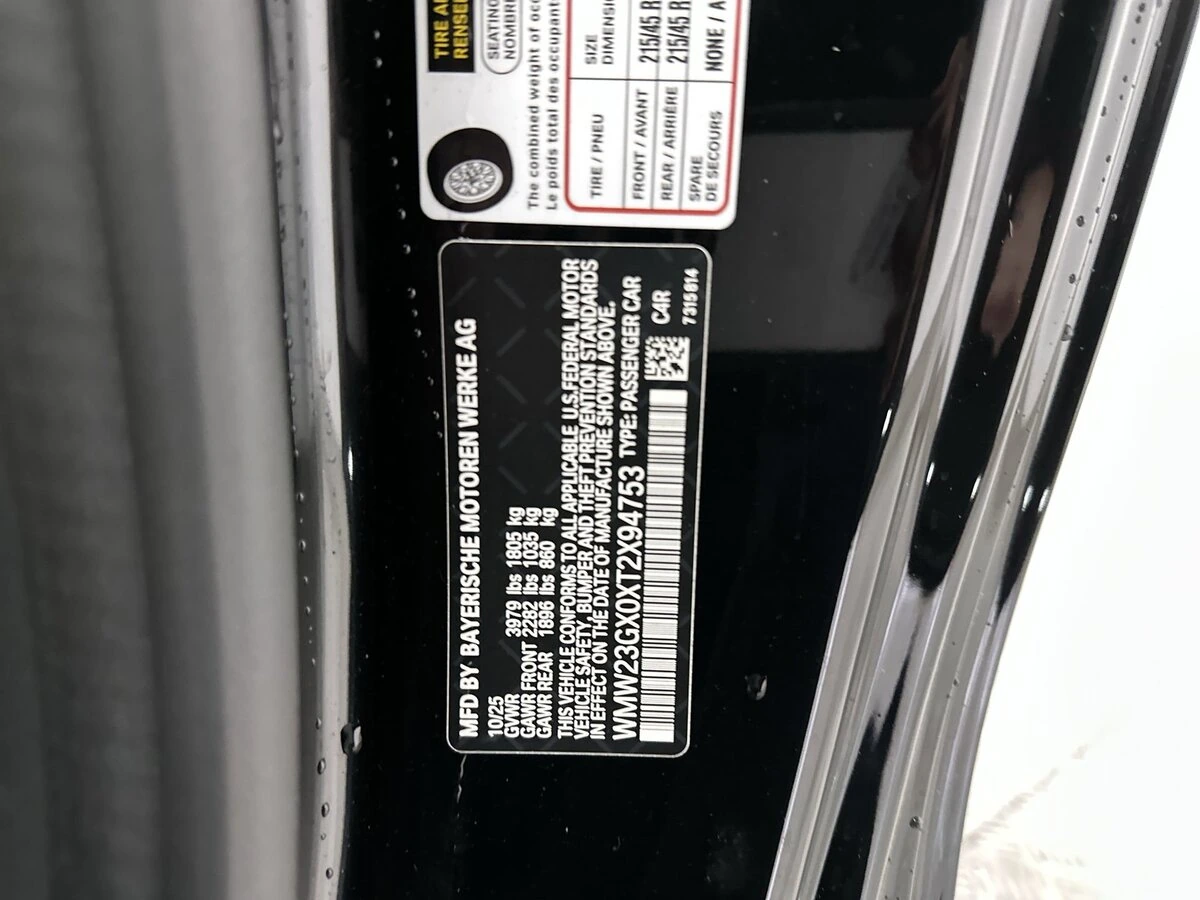 TIRE A
RENSE
SEATING
NOMBRE
The combined weight of occ
Le poids total des occupants
TIRE / PNEU
SIZE
DIMENSI
FRONT / AVANT
215/45 R
REAR / ARRIÈRE
215/45 R
SPARE
DE SECOURS
NONE / A
MFD BY BAYERISCHE MOTOREN WERKE AG
10/25
GVWR 3979 lbs 1805 kg
GAWR FRONT 2282 lbs 1035 kg
GAWR REAR 1896 lbs 860 kg
THIS VEHICLE CONFORMS TO ALL APPLICABLE U.S. FEDERAL MOTOR
VEHICLE SAFETY, BUMPER AND THEFT PREVENTION STANDARDS
IN EFFECT ON THE DATE OF MANUFACTURE SHOWN ABOVE.
WMW23GX0XT2X94753 TYPE: PASSENGER CAR
C4R
7315814